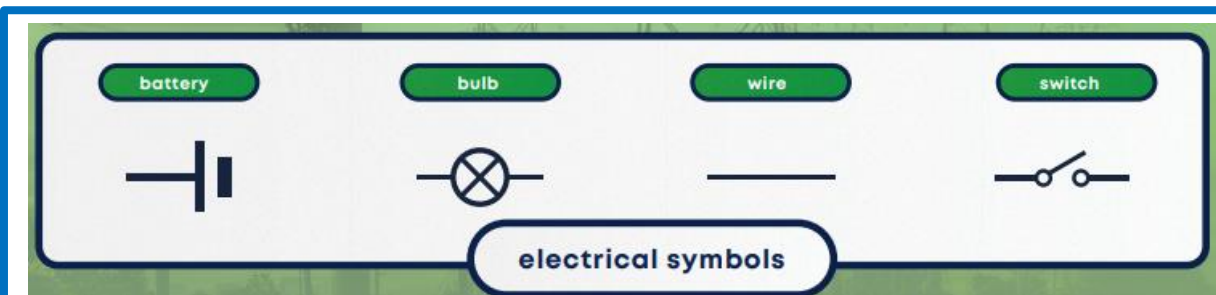 battery
bulb
wire
switch
electrical symbols